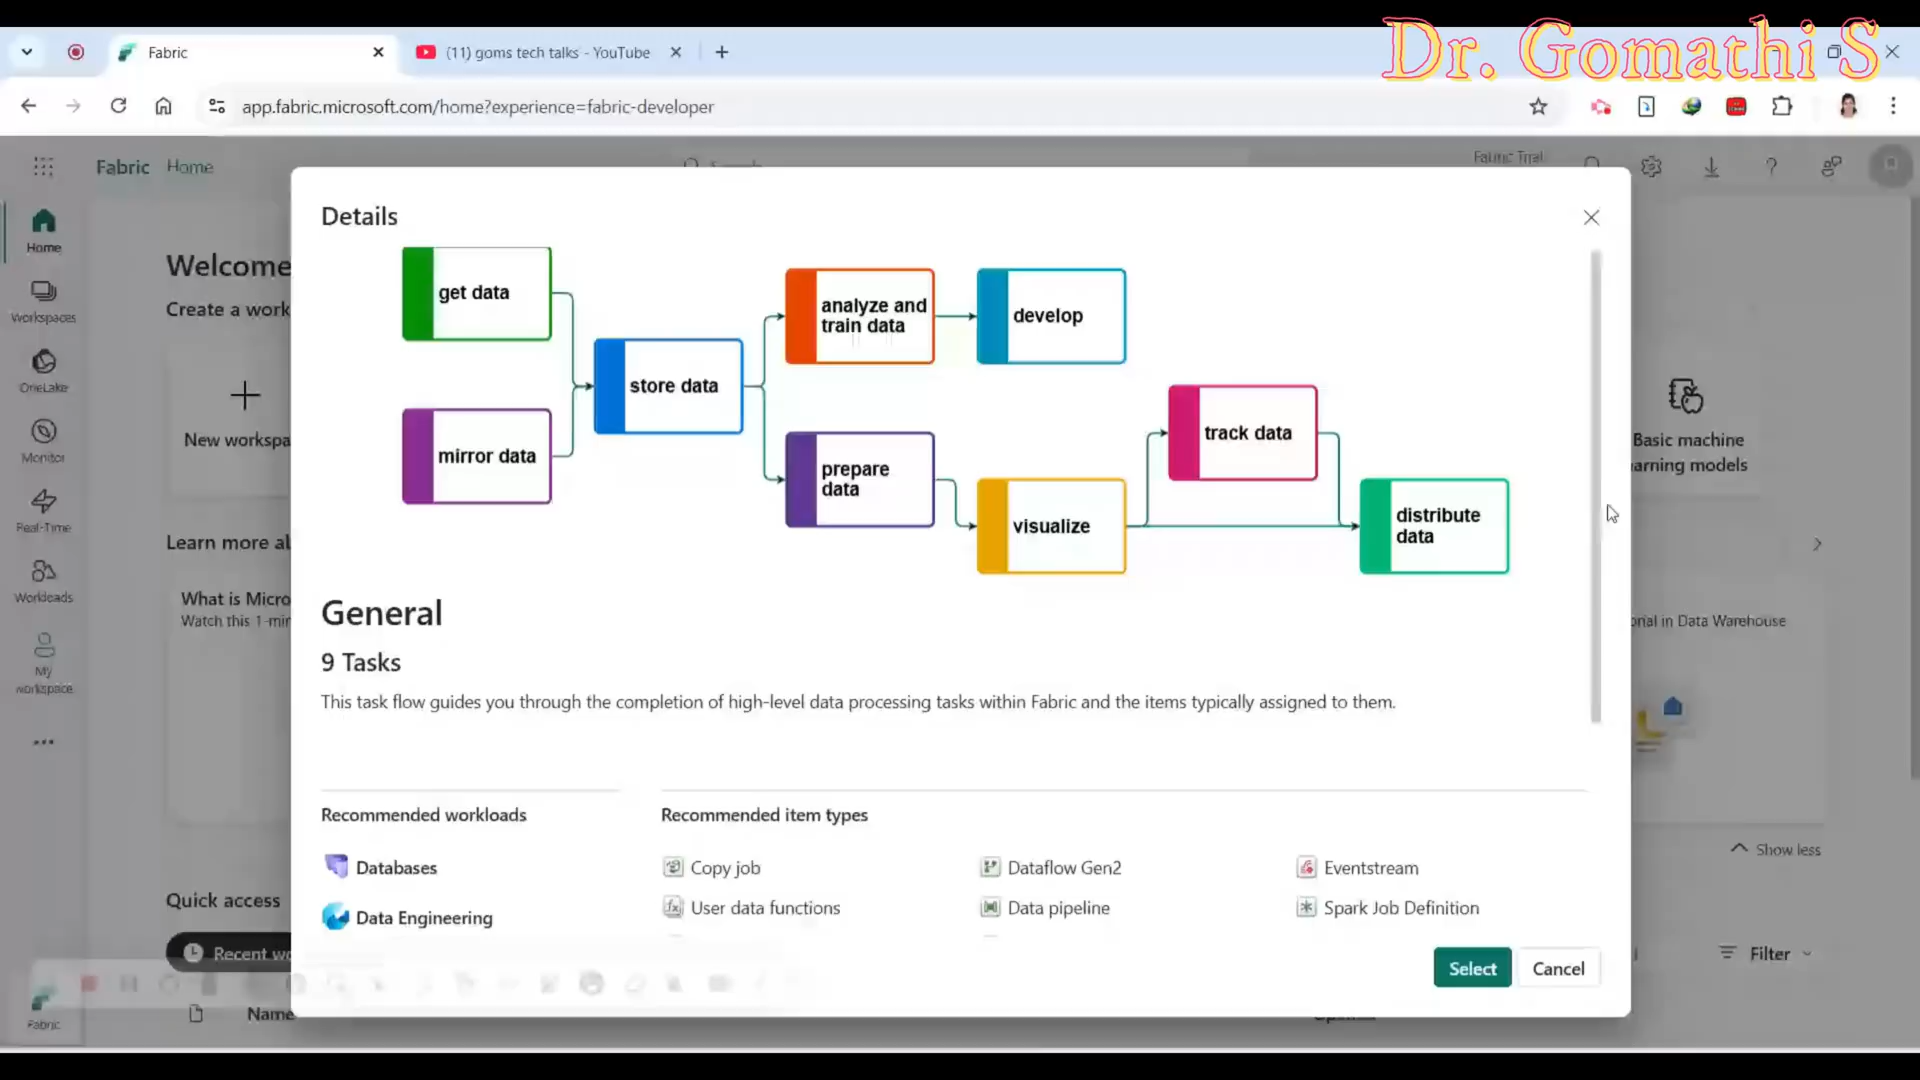 Dr. Gomathi S
Fabric
(11) goms tech talks - YouTube
app.fabric.microsoft.com/home?experience=fabric-developer
Fabric Home
Fabric Trial
Home
Workspaces
OneLake
Monitor
Real-Time
Workloads
My
workspace
Fabric
Welcome
Create a work
New workspa
Learn more a
What is Micro
Watch this 1-min
Quick access
Recent wo
Name
Details
get data
mirror data
store data
analyze and
train data
develop
prepare
data
visualize
track data
distribute
data
General
9 Tasks
This task flow guides you through the completion of high-level data processing tasks within Fabric and the items typically assigned to them.
Recommended workloads
Databases
Data Engineering
Recommended item types
Copy job
Dataflow Gen2
Eventstream
User data functions
Data pipeline
Spark Job Definition
Select
Cancel
Basic machine
arning models
orial in Data Warehouse
Show less
Filter